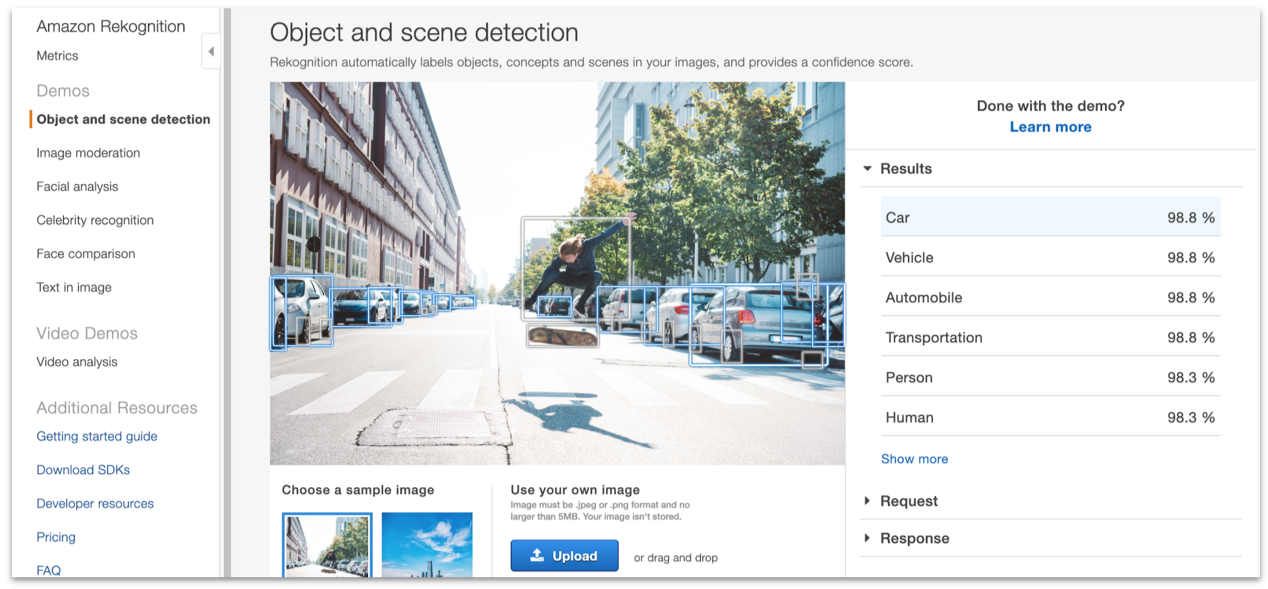 Amazon Rekognition
Metrics
Demos
Object and scene detection
Image moderation
Facial analysis
Celebrity recognition
Face comparison
Text in image
Video Demos
Video analysis
Additional Resources
Getting started guide
Download SDKs
Developer resources
Pricing
FAQ
Object and scene detection
Rekognition automatically labels objects, concepts and scenes in your images, and provides a confidence score.
Choose a sample image
Use your own image
Image must be .jpeg or .png format and no
larger than 5MB. Your image isn't stored.
Upload
or drag and drop
Done with the demo?
Learn more
Results
Car 98.8 %
Vehicle 98.8 %
Automobile 98.8 %
Transportation 98.8 %
Person 98.3 %
Human 98.3 %
Show more
Request
Response